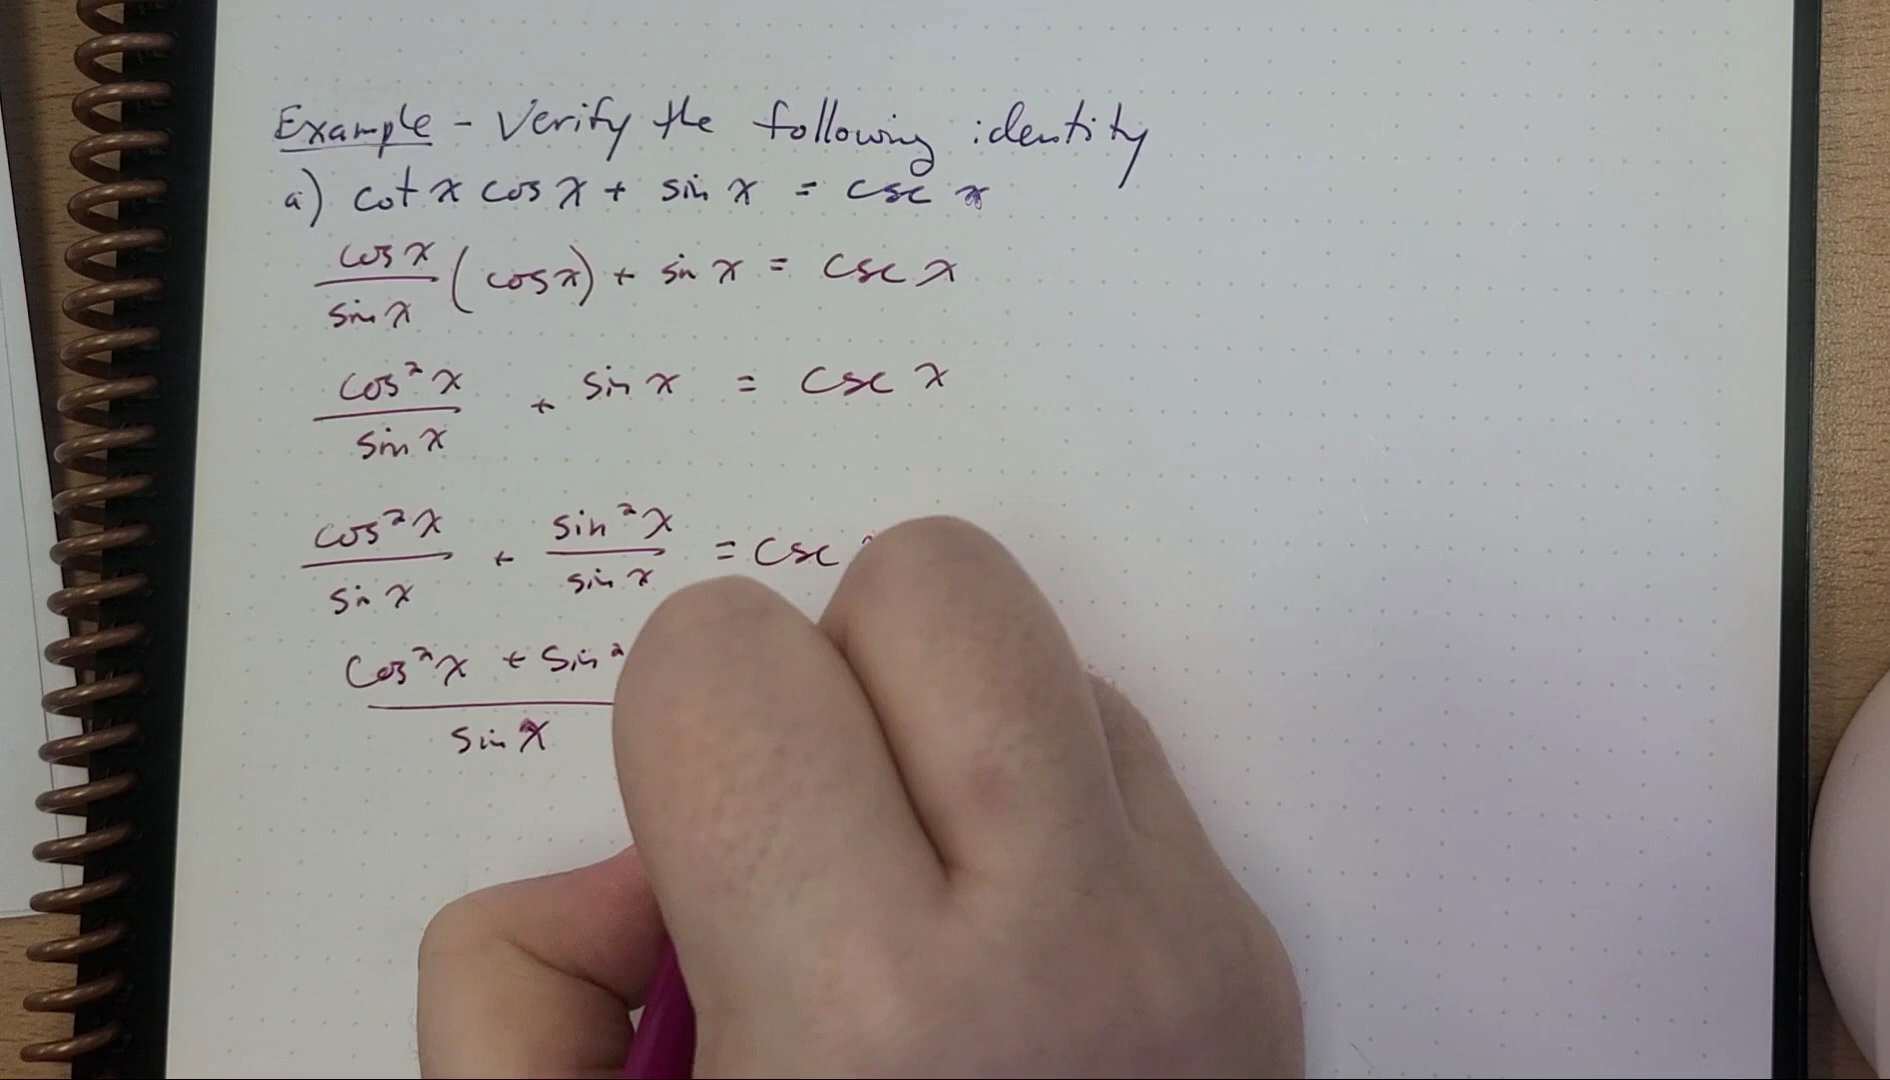 Example - Verify the following identity
a) cot x cos x + sin x = csc x
cos x / sin x (cos x) + sin x = csc x
cos² x / sin x + sin x = csc x
cos² x / sin x + sin² x / sin x = csc
cos² x + sin² / sin x